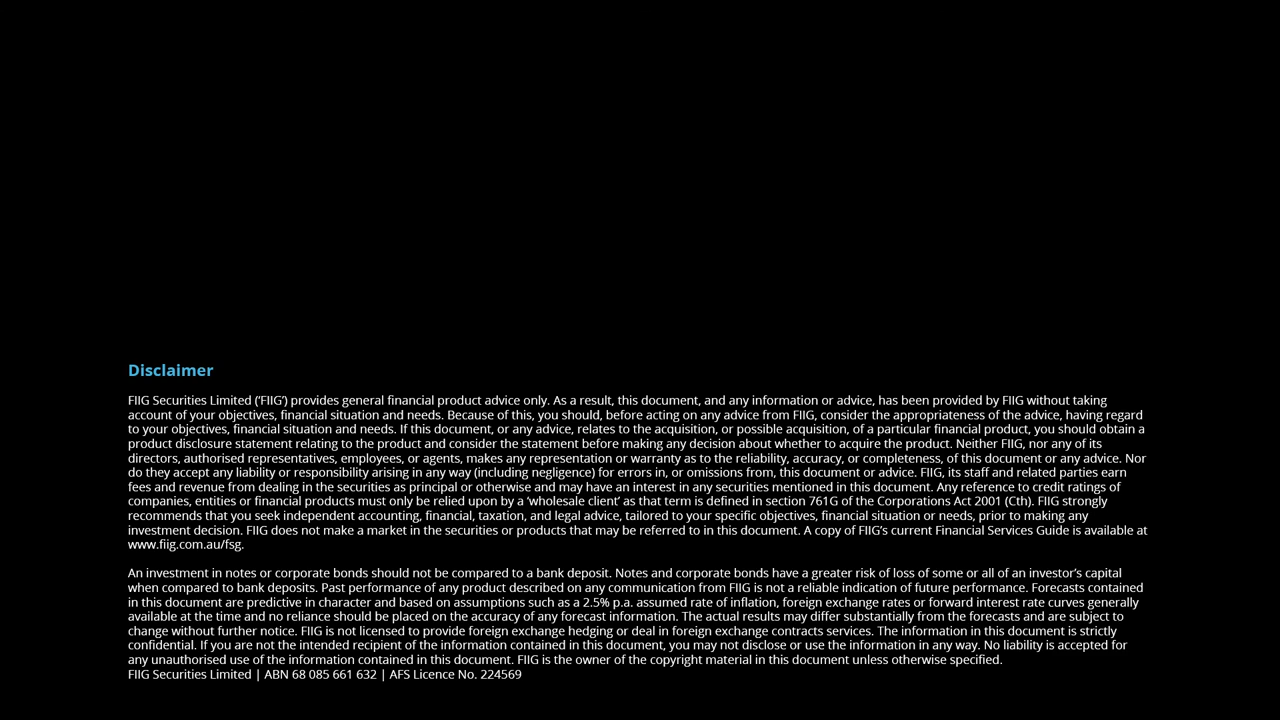 Disclaimer
FIIG Securities Limited (‘FIIG’) provides general financial product advice only. As a result, this document, and any information or advice, has been provided by FIIG without taking
account of your objectives, financial situation and needs. Because of this, you should, before acting on any advice from FIIG, consider the appropriateness of the advice, having regard
to your objectives, financial situation and needs. If this document, or any advice, relates to the acquisition, or possible acquisition, of a particular financial product, you should obtain a
product disclosure statement relating to the product and consider the statement before making any decision about whether to acquire the product. Neither FIIG, nor any of its
directors, authorised representatives, employees, or agents, makes any representation or warranty as to the reliability, accuracy, or completeness, of this document or any advice. Nor
do they accept any liability or responsibility arising in any way (including negligence) for errors in, or omissions from, this document or advice. FIIG, its staff and related parties earn
fees and revenue from dealing in the securities as principal or otherwise and may have an interest in any securities mentioned in this document. Any reference to credit ratings of
companies, entities or financial products must only be relied upon by a ‘wholesale client’ as that term is defined in section 761G of the Corporations Act 2001 (Cth). FIIG strongly
recommends that you seek independent accounting, financial, taxation, and legal advice, tailored to your specific objectives, financial situation or needs, prior to making any
investment decision. FIIG does not make a market in the securities or products that may be referred to in this document. A copy of FIIG’s current Financial Services Guide is available at
www.fiig.com.au/fsg.
An investment in notes or corporate bonds should not be compared to a bank deposit. Notes and corporate bonds have a greater risk of loss of some or all of an investor’s capital
when compared to bank deposits. Past performance of any product described on any communication from FIIG is not a reliable indication of future performance. Forecasts contained
in this document are predictive in character and based on assumptions such as a 2.5% p.a. assumed rate of inflation, foreign exchange rates or forward interest rate curves generally
available at the time and no reliance should be placed on the accuracy of any forecast information. The actual results may differ substantially from the forecasts and are subject to
change without further notice. FIIG is not licensed to provide foreign exchange hedging or deal in foreign exchange contracts services. The information in this document is strictly
confidential. If you are not the intended recipient of the information contained in this document, you may not disclose or use the information in any way. No liability is accepted for
any unauthorised use of the information contained in this document. FIIG is the owner of the copyright material in this document unless otherwise specified.
FIIG Securities Limited | ABN 68 085 661 632 | AFS Licence No. 224569